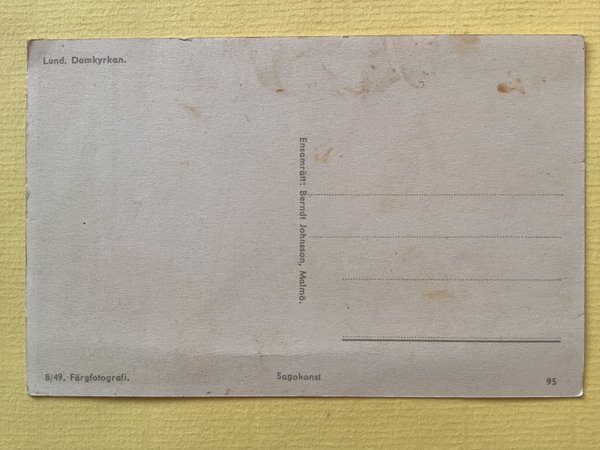 Lund. Domkyrkan.
Ensamrätt: Berndt Johnsson, Malmö.
8/49. Färgfotografi.
Sagokonst
95